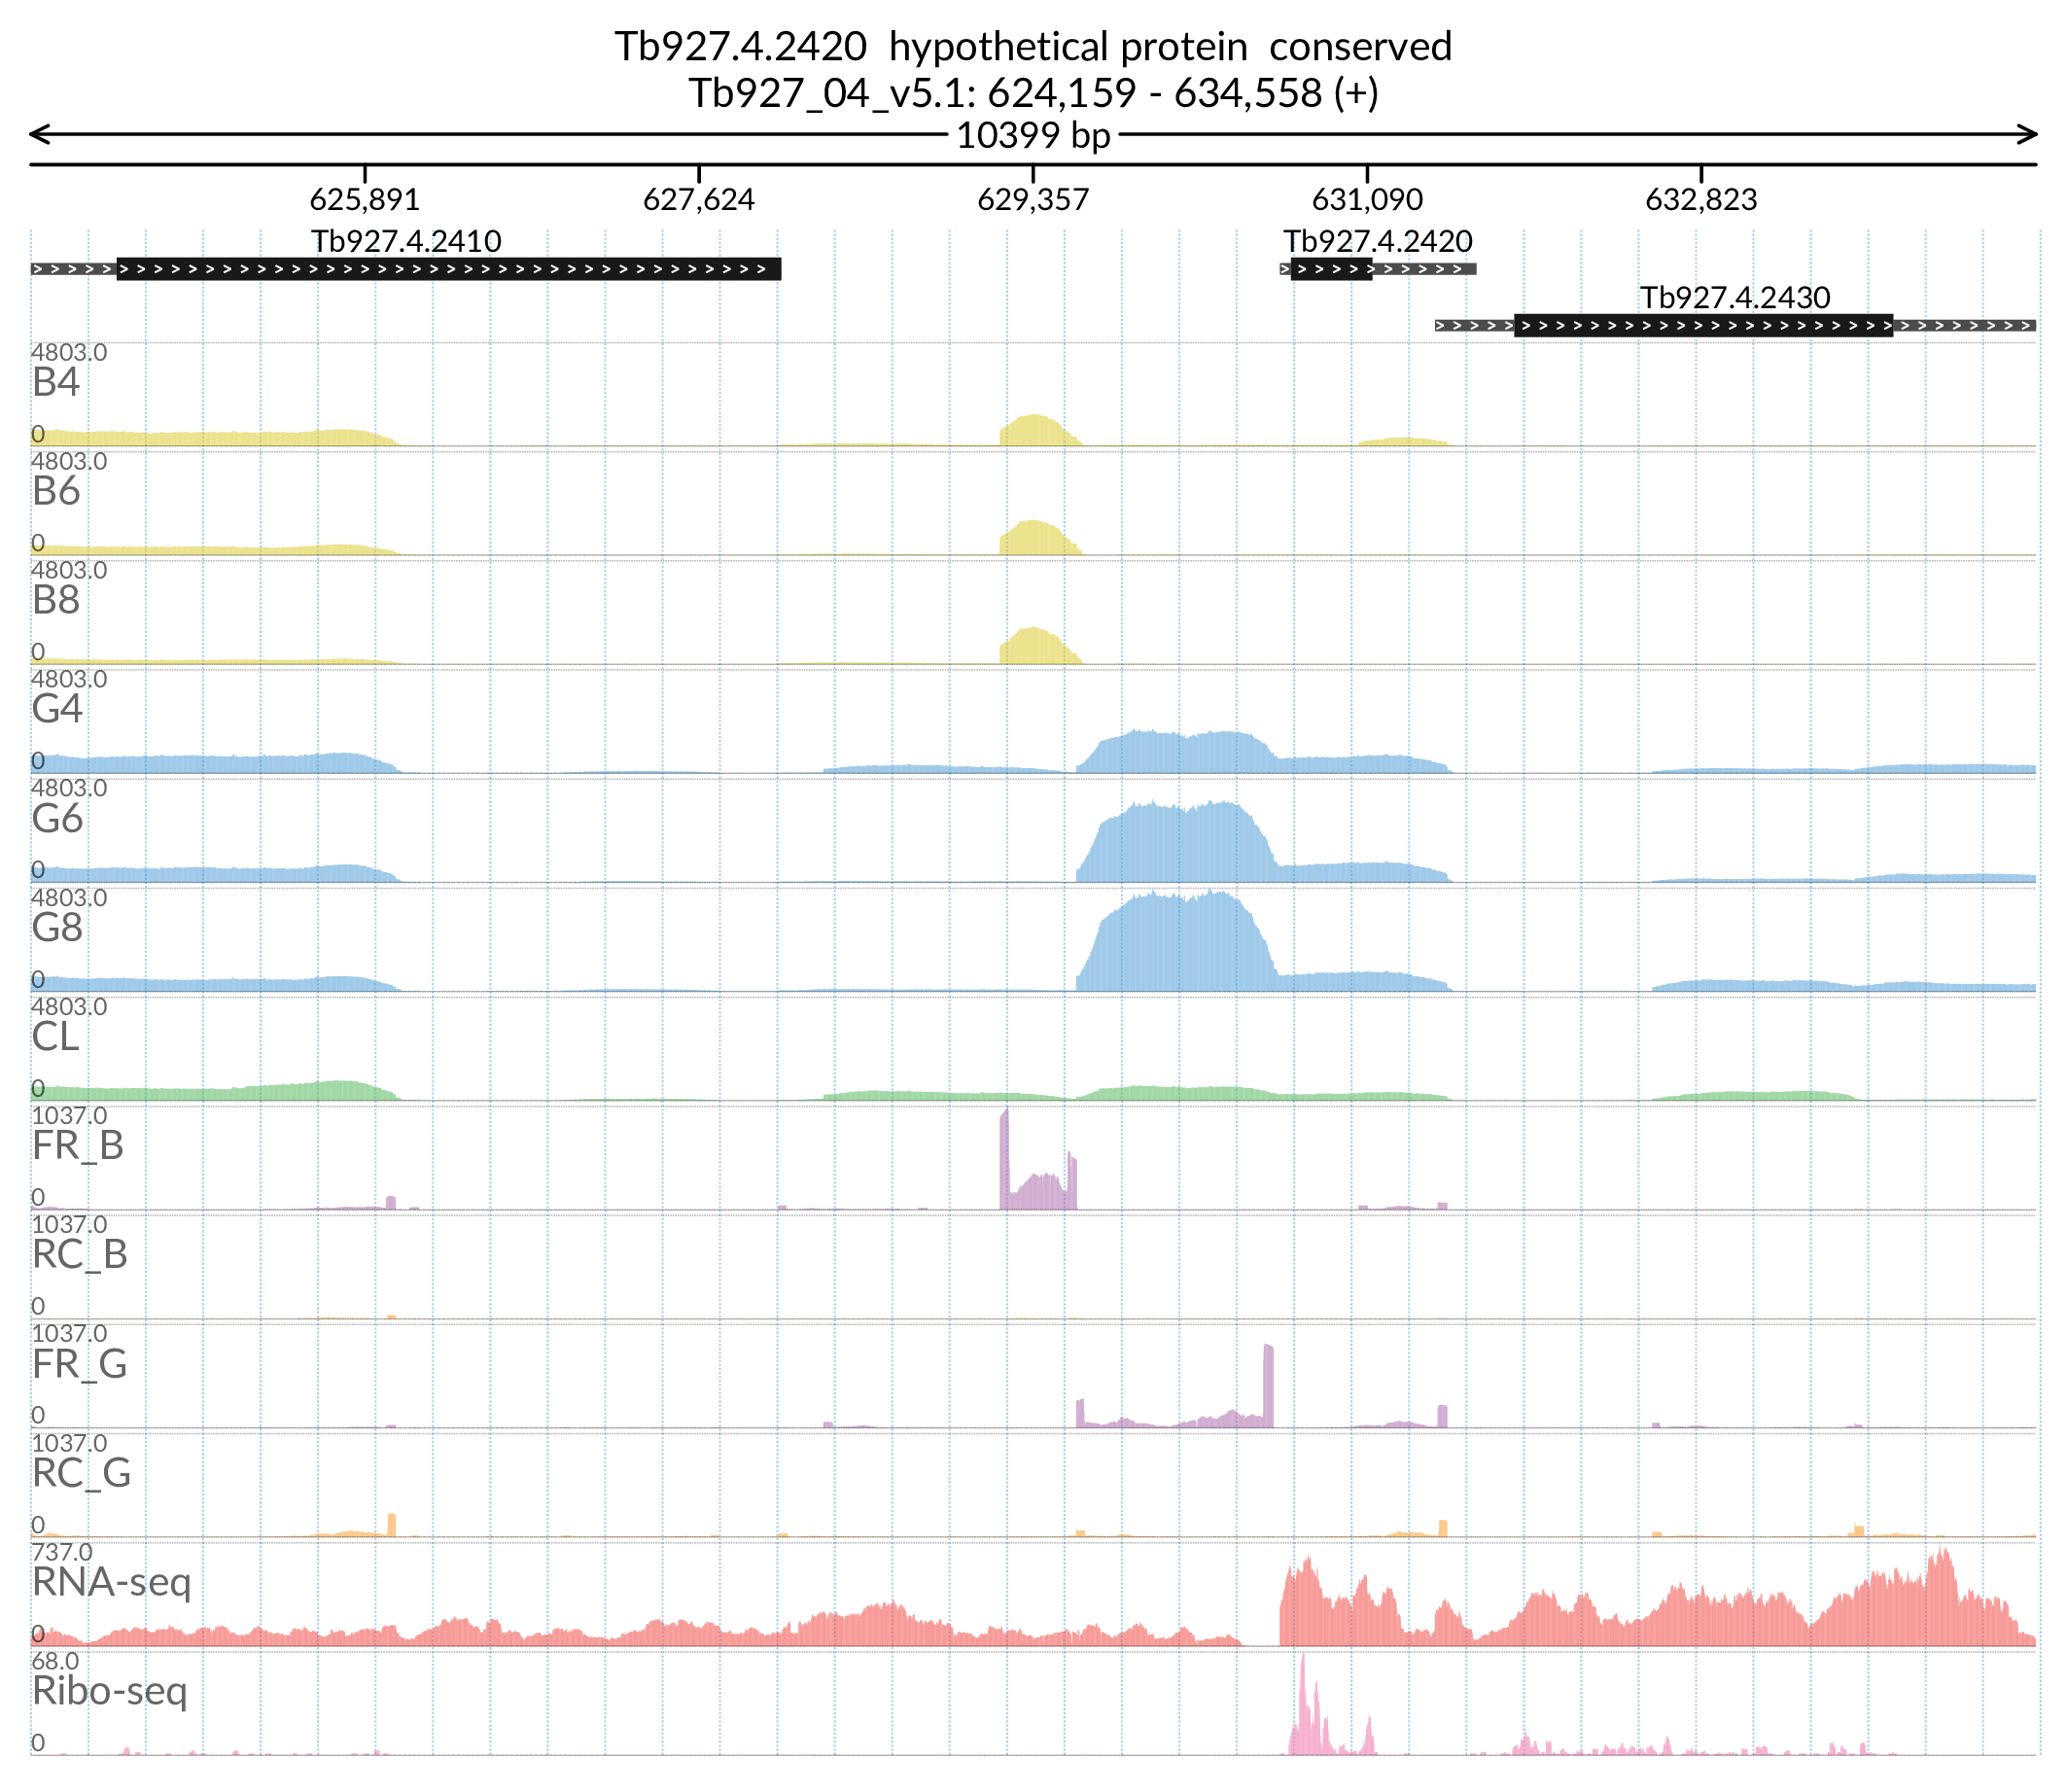 Tb927.4.2420  hypothetical protein  conserved
Tb927_04_v5.1: 624,159 - 634,558 (+)
10399 bp
625,891 627,624 629,357 631,090 632,823
Tb927.4.2410 Tb927.4.2420
Tb927.4.2430
4803.0
B4
0
4803.0
B6
0
4803.0
B8
0
4803.0
G4
0
4803.0
G6
0
4803.0
G8
0
4803.0
CL
0
1037.0
FR_B
0
1037.0
RC_B
0
1037.0
FR_G
0
1037.0
RC_G
0
737.0
RNA-seq
0
68.0
Ribo-seq
0